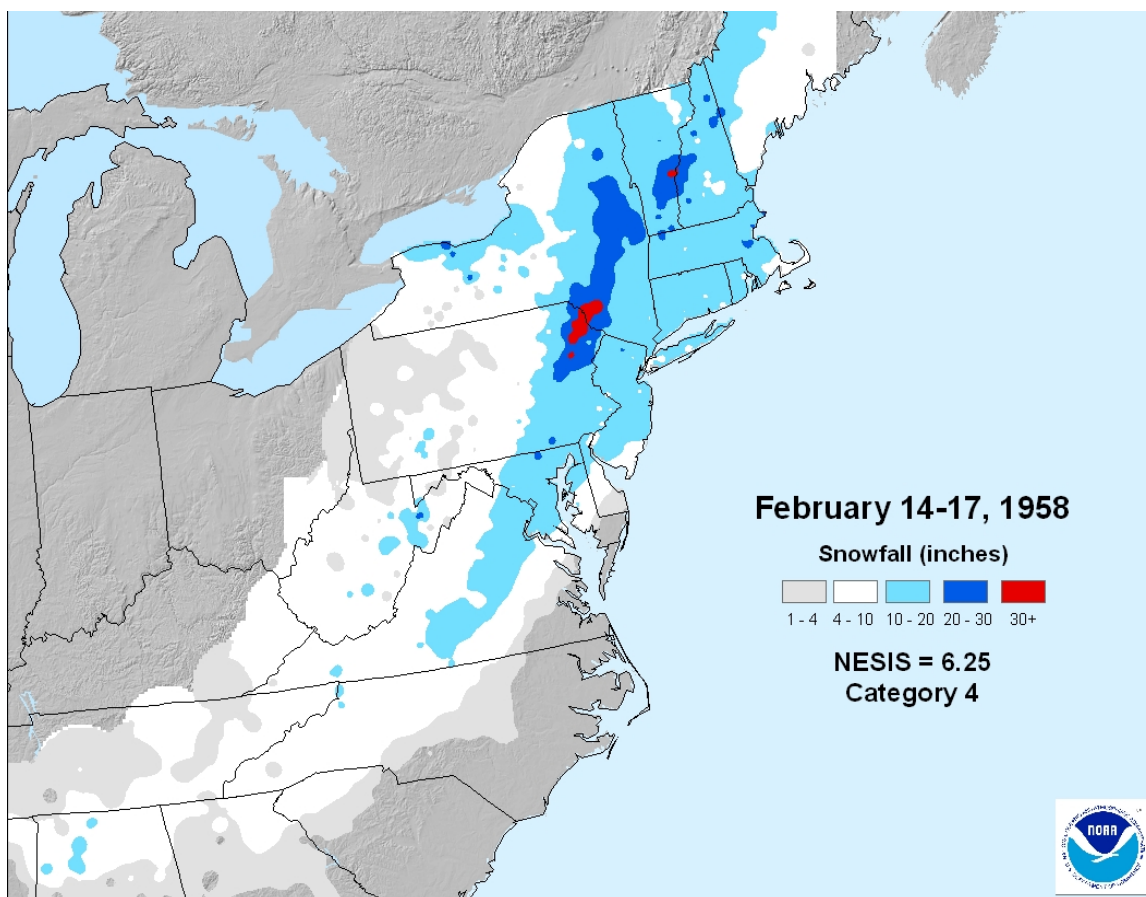 February 14-17, 1958
Snowfall (inches)
1 - 4 4 - 10 10 - 20 20 - 30 30+
NESIS = 6.25
Category 4
NOAA